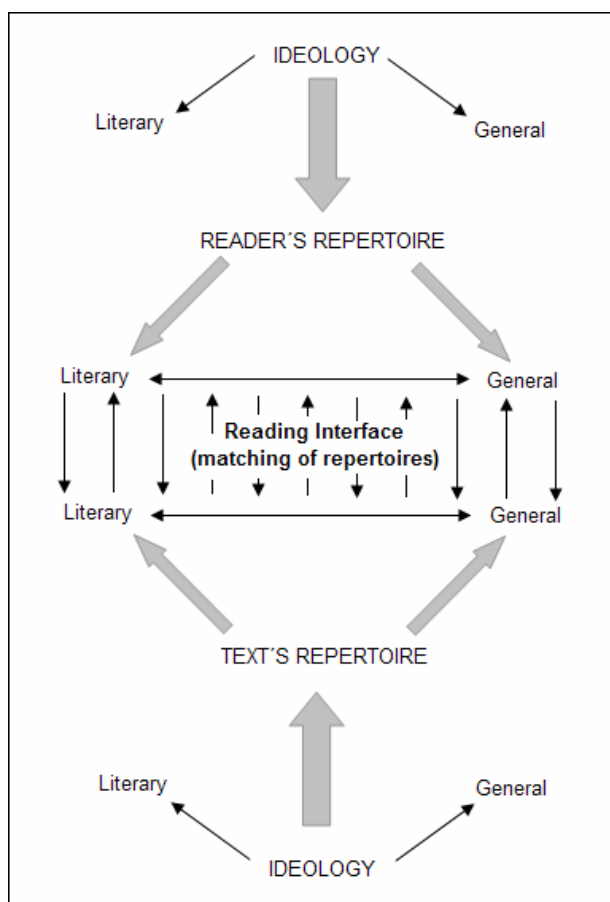 IDEOLOGY
Literary
General
READER´S REPERTOIRE
Literary
General
Reading Interface
(matching of repertoires)
Literary
General
TEXT´S REPERTOIRE
Literary
General
IDEOLOGY